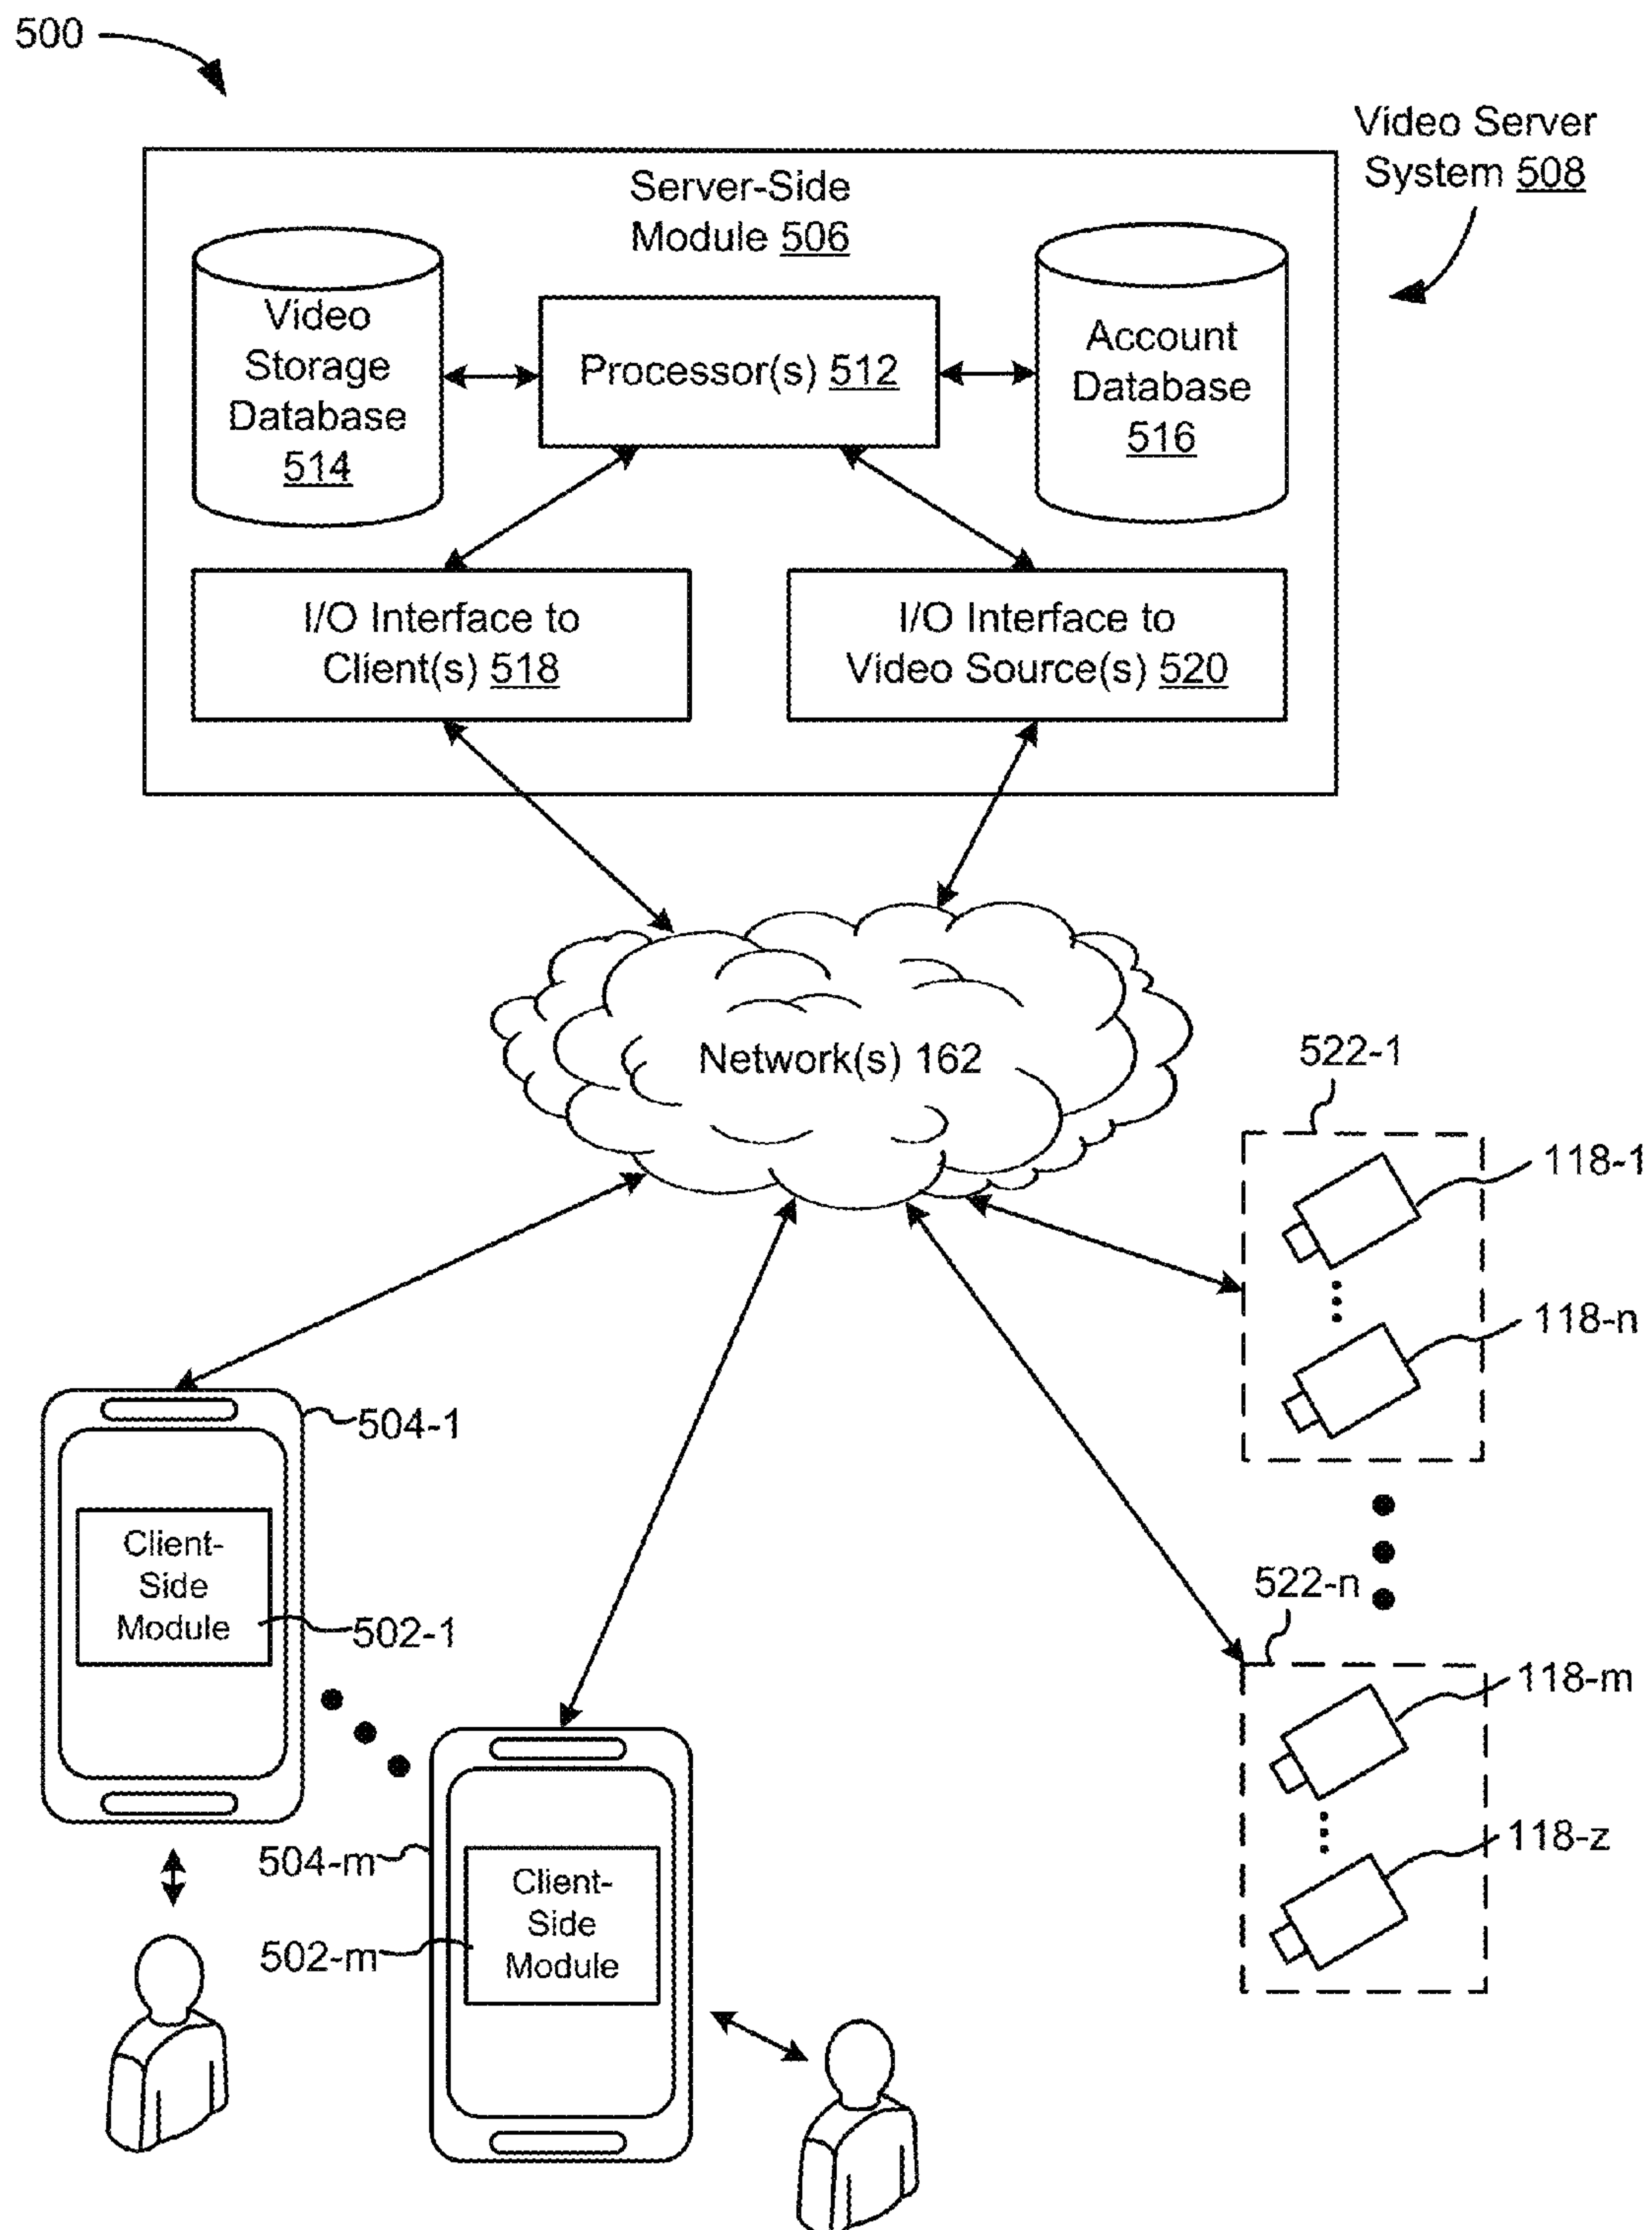 500
Video Server
System 508
Server-Side
Module 506
Video
Storage
Database
514
Processor(s) 512
Account
Database
516
I/O Interface to
Client(s) 518
I/O Interface to
Video Source(s) 520
Network(s) 162
522-1
118-1
118-n
504-1
Client-
Side
Module
502-1
522-n
118-m
118-z
504-m
Client-
Side
Module
502-m